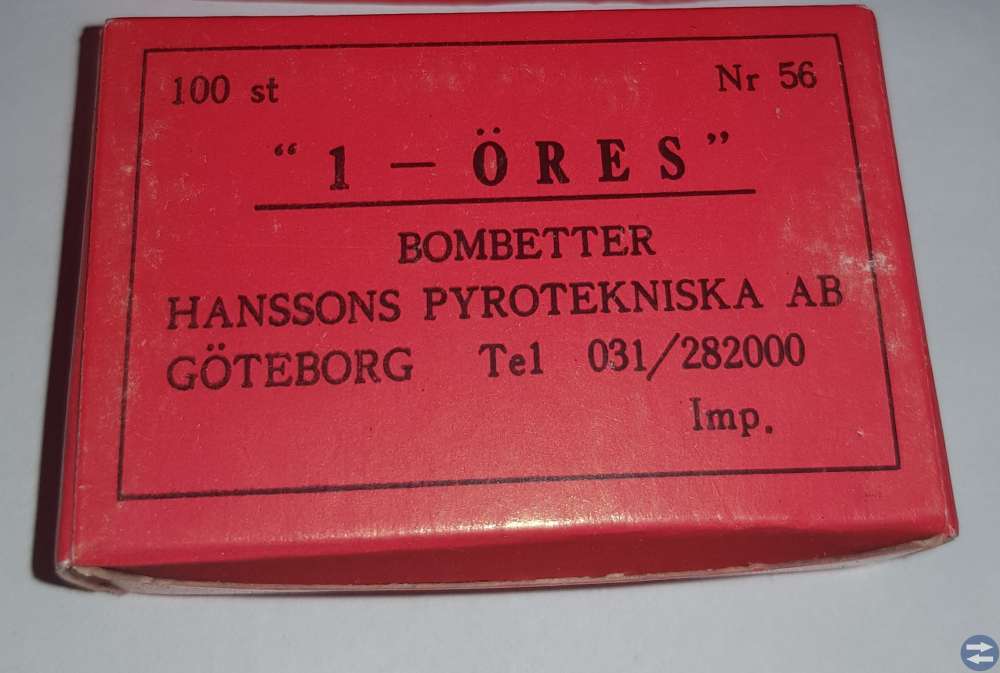 100 st Nr 56
“ 1 — ÖRES ”
BOMBETTER
HANSSONS PYROTEKNISKA AB
GÖTEBORG Tel 031/282000
Imp.